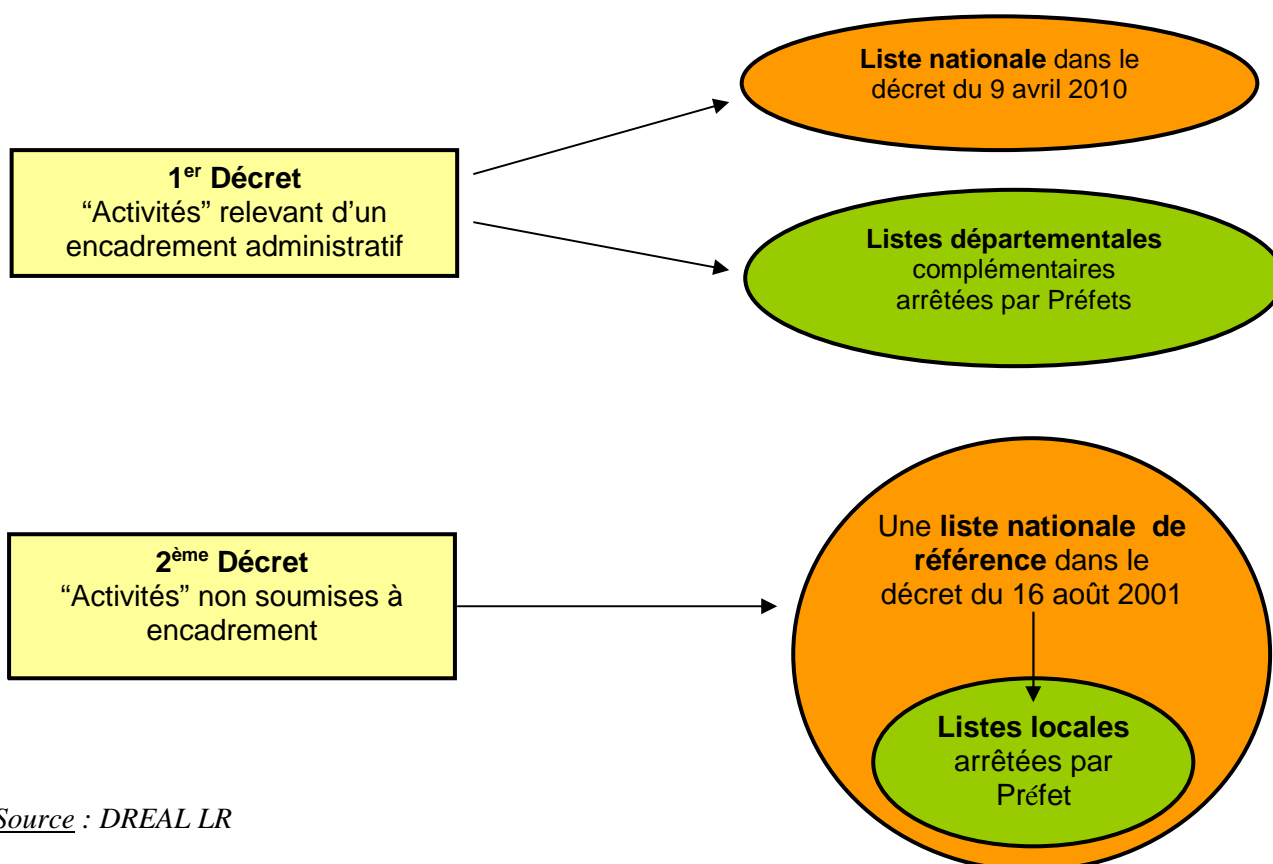 Liste nationale dans le
décret du 9 avril 2010
1er Décret
“Activités” relevant d’un
encadrement administratif
Listes départementales
complémentaires
arrêtées par Préfets
2ème Décret
“Activités” non soumises à
encadrement
Une liste nationale de
référence dans le
décret du 16 août 2001
Listes locales
arrêtées par
Préfet
Source : DREAL LR